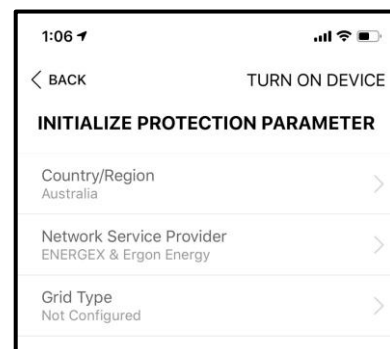 1:06
< BACK TURN ON DEVICE
INITIALIZE PROTECTION PARAMETER
Country/Region
Australia
Network Service Provider
ENERGEX & Ergon Energy
Grid Type
Not Configured